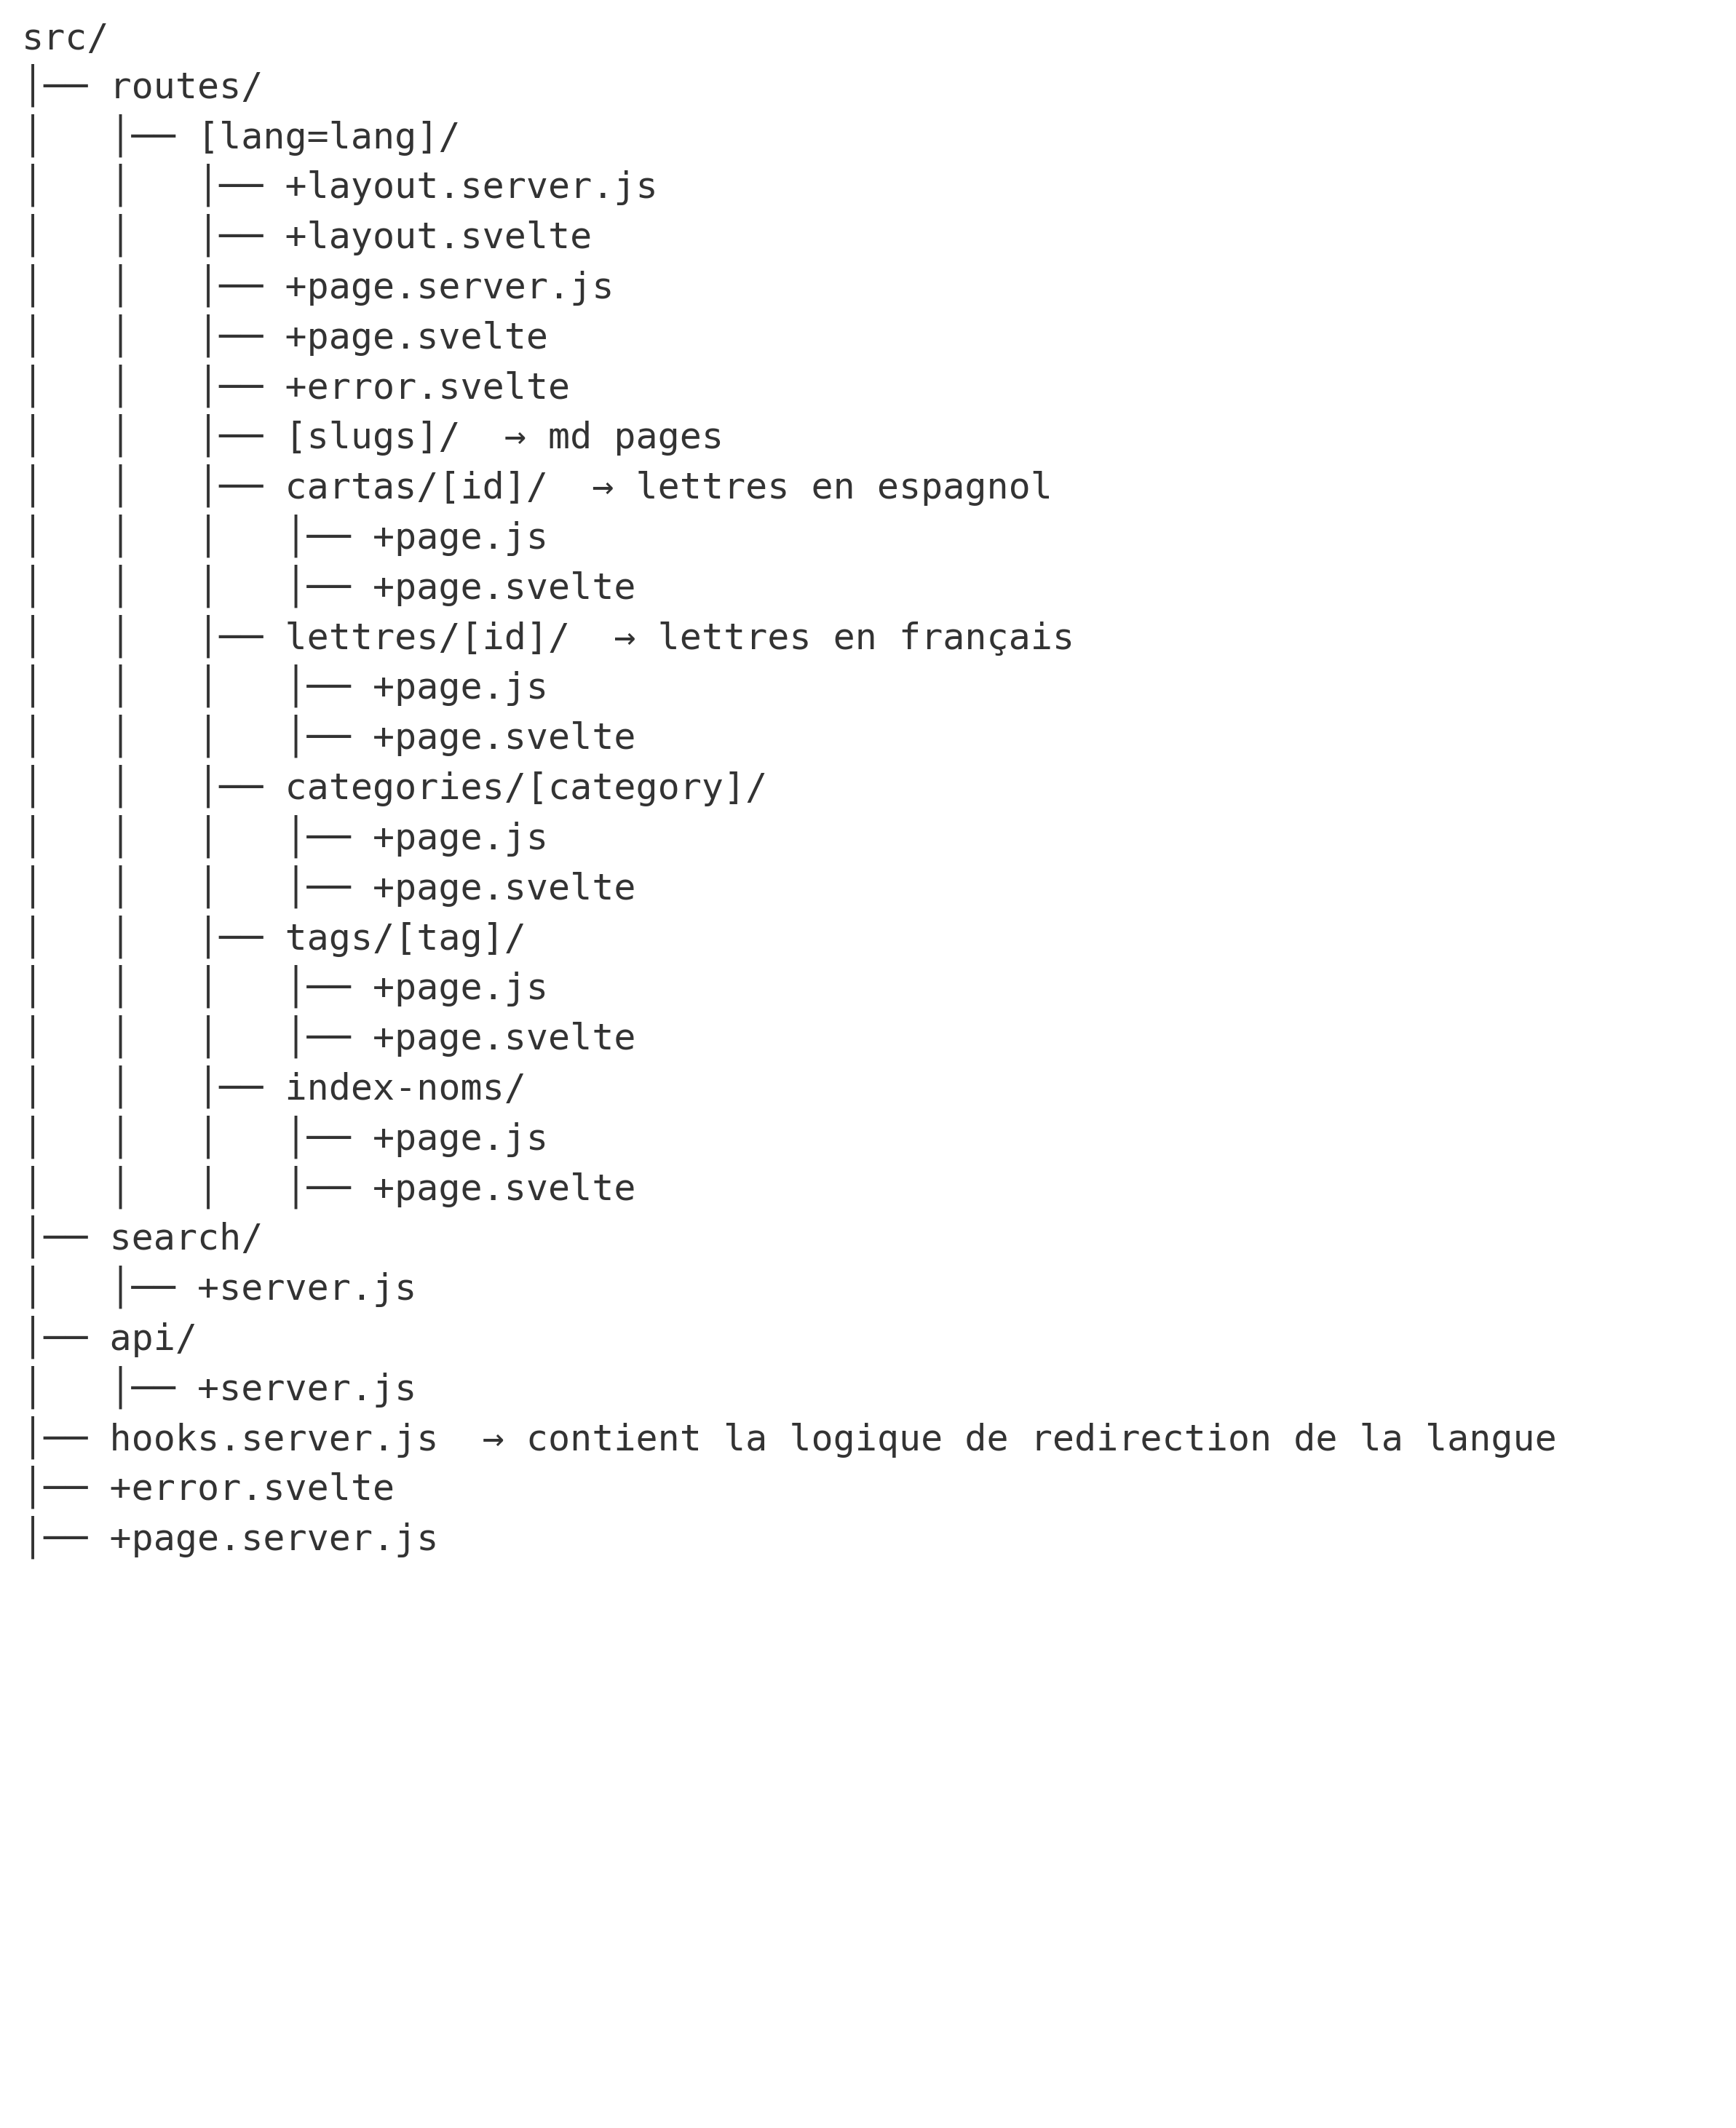 src/
│── routes/
│   │── [lang=lang]/
│   │   │── +layout.server.js
│   │   │── +layout.svelte
│   │   │── +page.server.js
│   │   │── +page.svelte
│   │   │── +error.svelte
│   │   │── [slugs]/  → md pages
│   │   │── cartas/[id]/  → lettres en espagnol
│   │   │   │── +page.js
│   │   │   │── +page.svelte
│   │   │── lettres/[id]/  → lettres en français
│   │   │   │── +page.js
│   │   │   │── +page.svelte
│   │   │── categories/[category]/
│   │   │   │── +page.js
│   │   │   │── +page.svelte
│   │   │── tags/[tag]/
│   │   │   │── +page.js
│   │   │   │── +page.svelte
│   │   │── index-noms/
│   │   │   │── +page.js
│   │   │   │── +page.svelte
│── search/
│   │── +server.js
│── api/
│   │── +server.js
│── hooks.server.js  → contient la logique de redirection de la langue
│── +error.svelte
│── +page.server.js